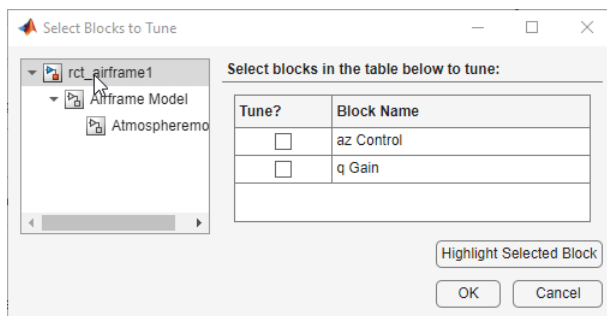 Select Blocks to Tune
rct_airframe1
Airframe Model
Atmospheremo
Select blocks in the table below to tune:
Tune? Block Name
az Control
q Gain
Highlight Selected Block
OK Cancel